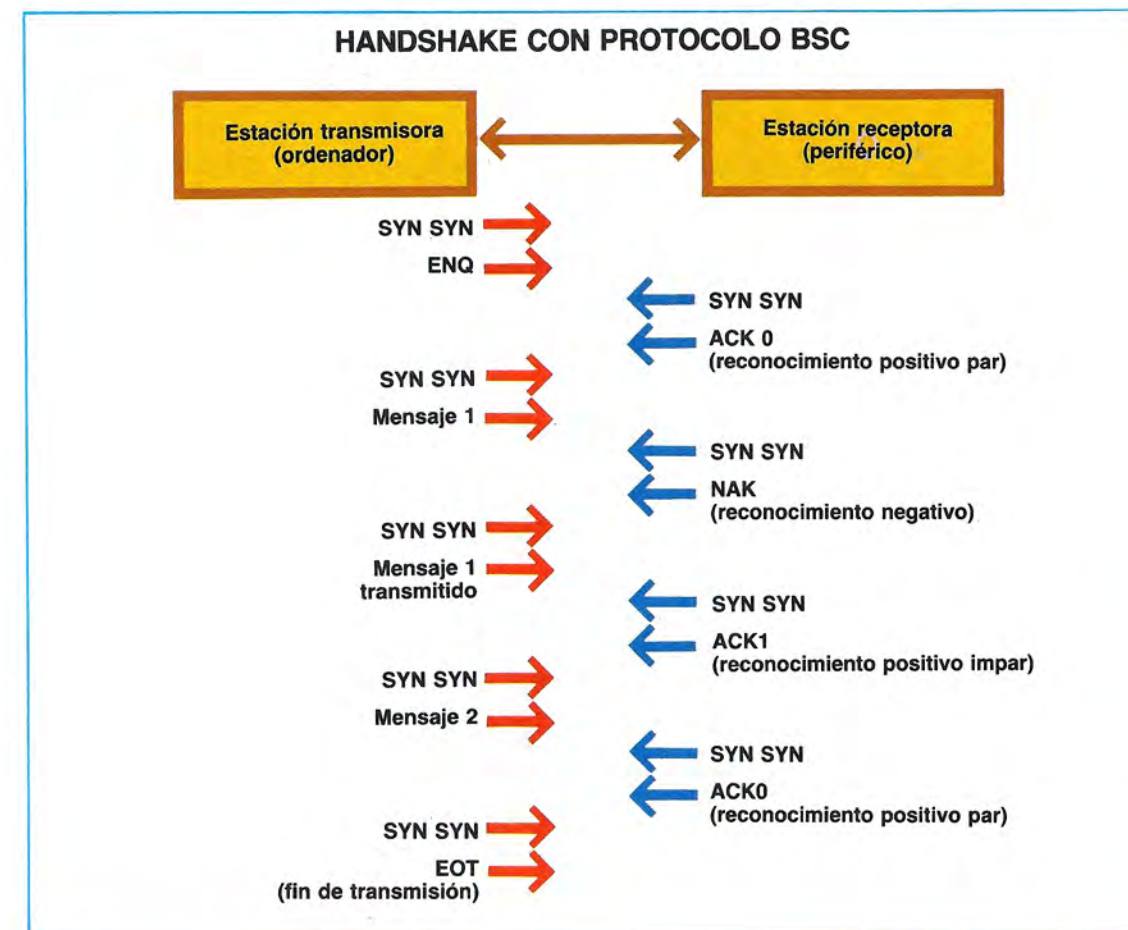 HANDSHAKE CON PROTOCOLO BSC
Estación transmisora
(ordenador)
Estación receptora
(periférico)
SYN SYN
ENQ
SYN SYN
ACK 0
(reconocimiento positivo par)
SYN SYN
Mensaje 1
SYN SYN
NAK
(reconocimiento negativo)
SYN SYN
Mensaje 1
transmitido
SYN SYN
ACK1
(reconocimiento positivo impar)
SYN SYN
Mensaje 2
SYN SYN
ACK0
(reconocimiento positivo par)
SYN SYN
EOT
(fin de transmisión)